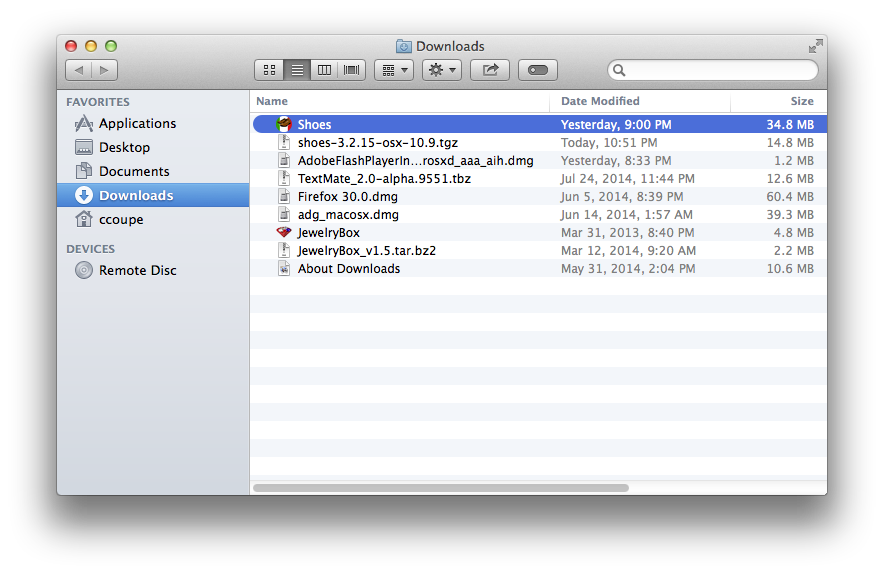 Downloads
FAVORITES
Applications
Desktop
Documents
Downloads
ccoupe
DEVICES
Remote Disc
Name Date Modified Size
Shoes Yesterday, 9:00 PM 34.8 MB
shoes-3.2.15-osx-10.9.tgz Today, 10:51 PM 14.8 MB
AdobeFlashPlayerIn...rosxd_aaa_aih.dmg Yesterday, 8:33 PM 1.2 MB
TextMate_2.0-alpha.9551.tbz Jul 24, 2014, 11:44 PM 12.6 MB
Firefox 30.0.dmg Jun 5, 2014, 8:39 PM 60.4 MB
adg_macosx.dmg Jun 14, 2014, 1:57 AM 39.3 MB
JewelryBox Mar 31, 2013, 8:40 PM 4.8 MB
JewelryBox_v1.5.tar.bz2 Mar 12, 2014, 9:20 AM 2.2 MB
About Downloads May 31, 2014, 2:04 PM 10.6 MB